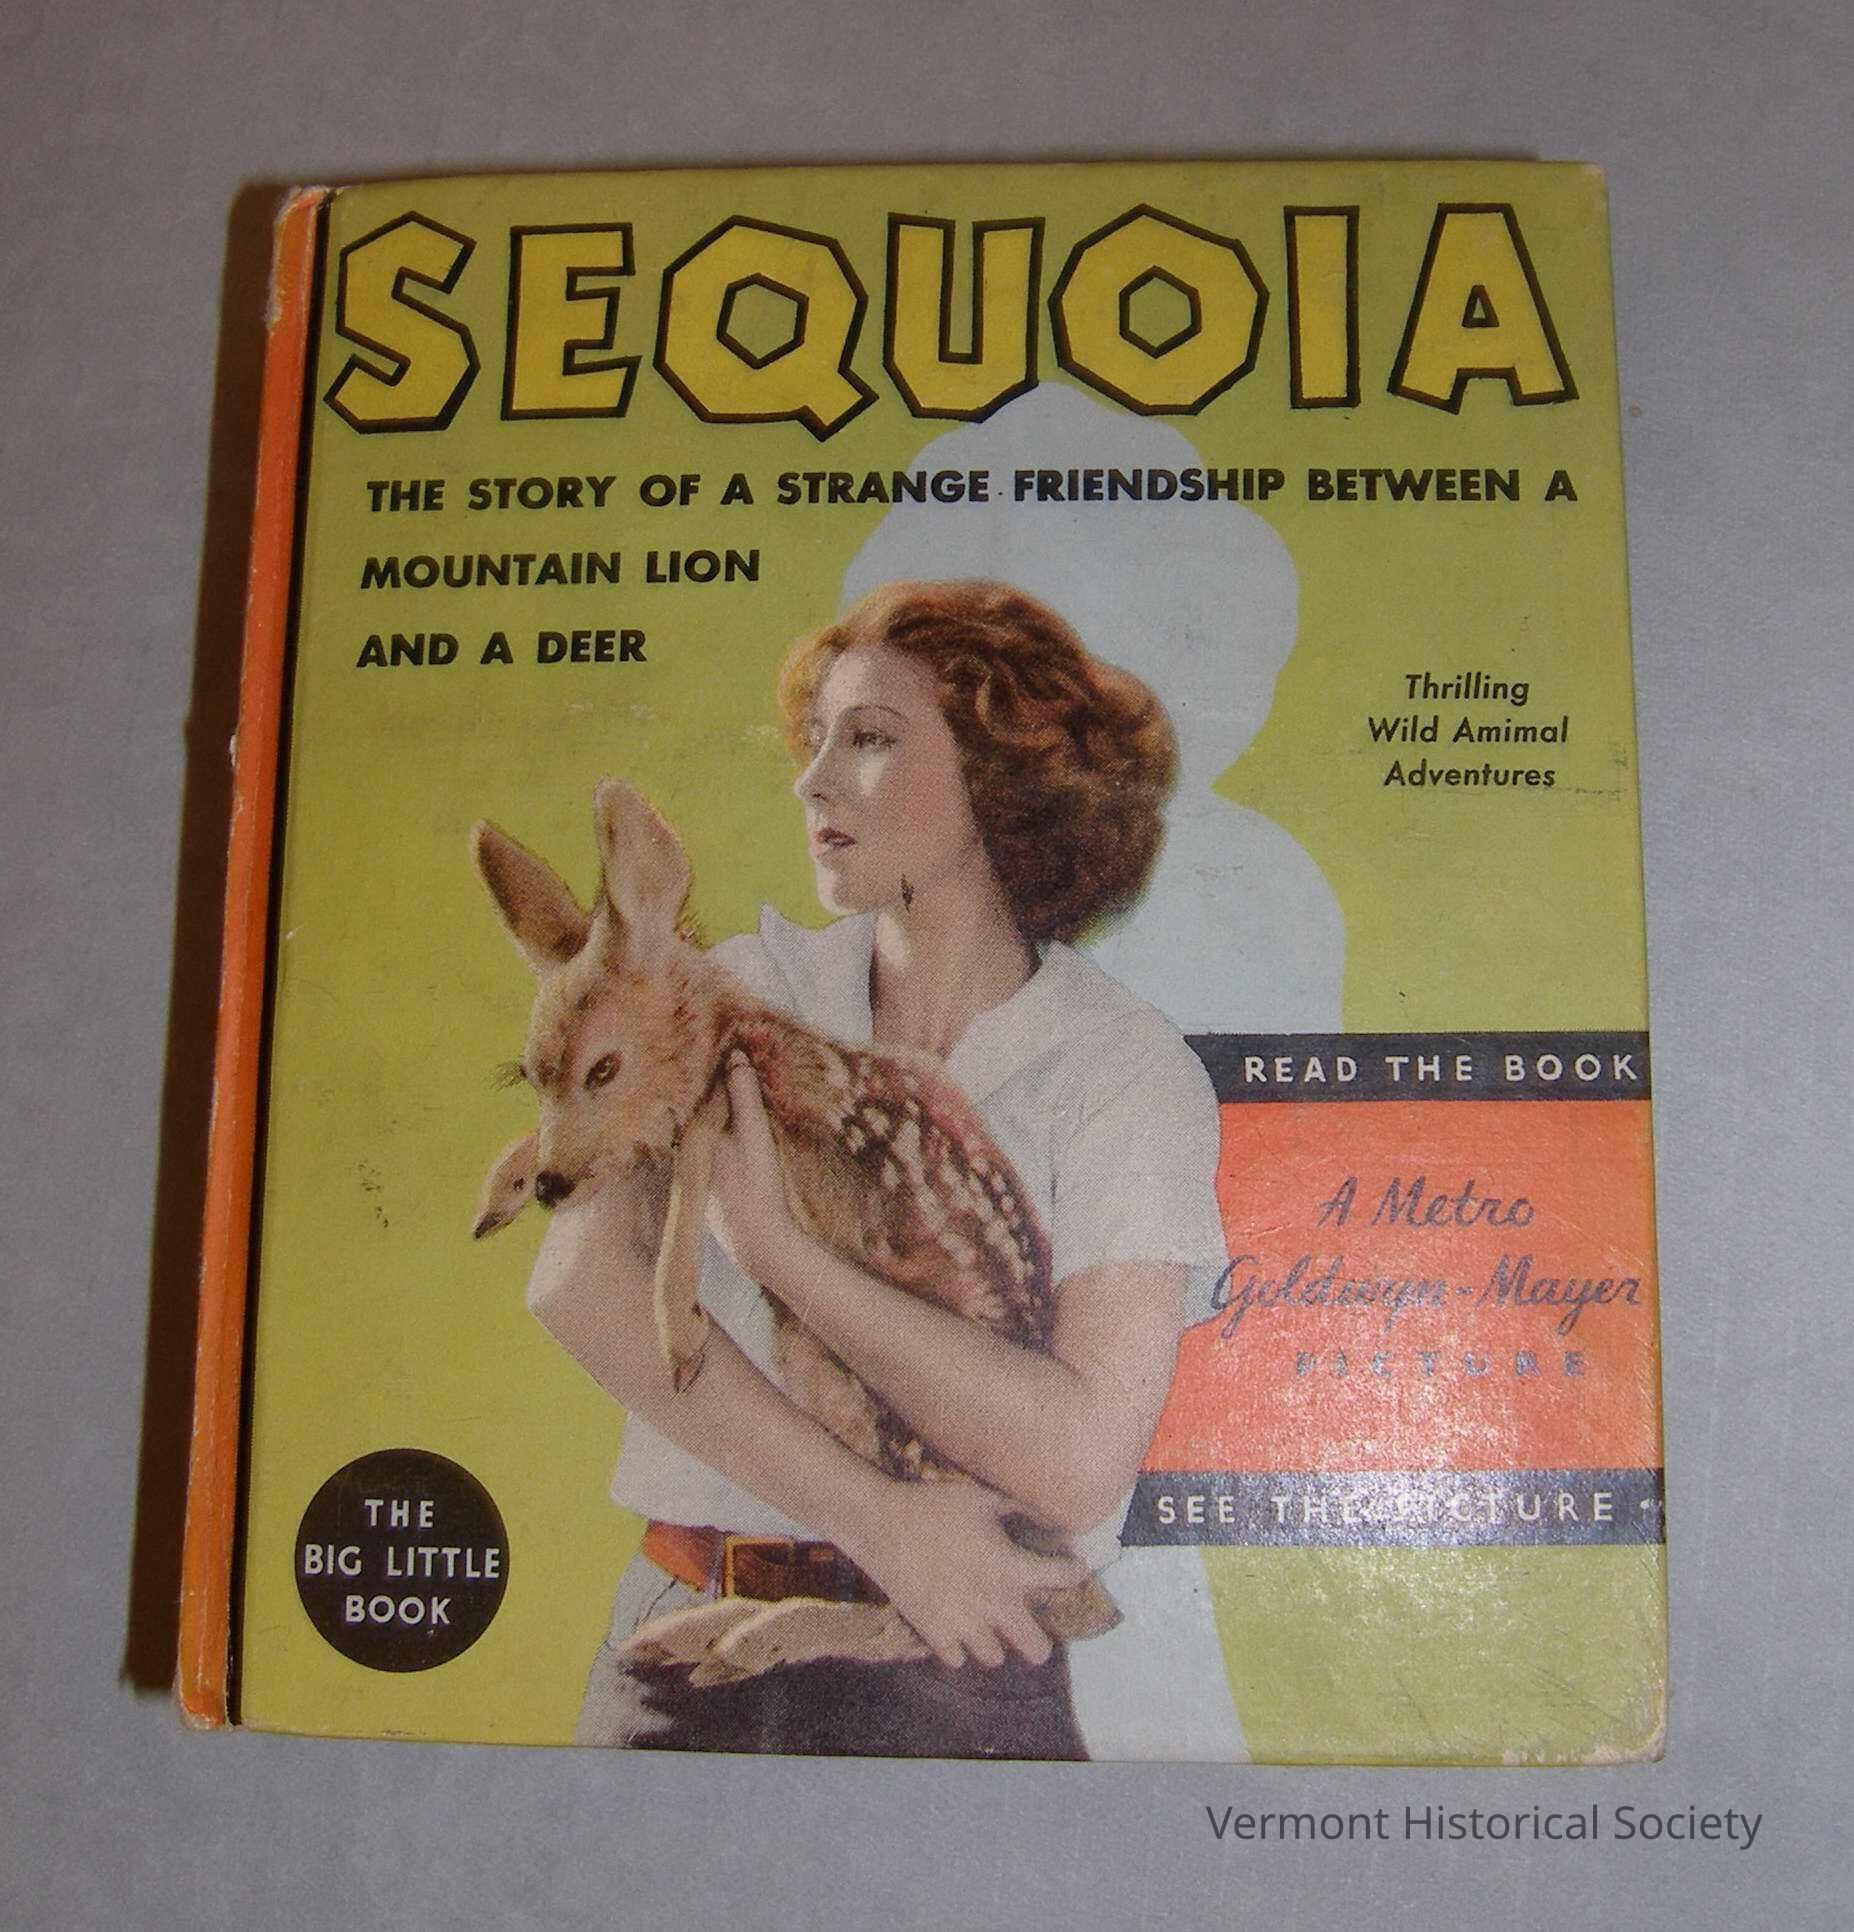 SEQUOIA
THE STORY OF A STRANGE FRIENDSHIP BETWEEN A
MOUNTAIN LION
AND A DEER
Thrilling
Wild Amimal
Adventures
READ THE BOOK
A Metro
Goldwyn-Mayer
PICTURE
SEE THE PICTURE
THE
BIG LITTLE
BOOK
Vermont Historical Society